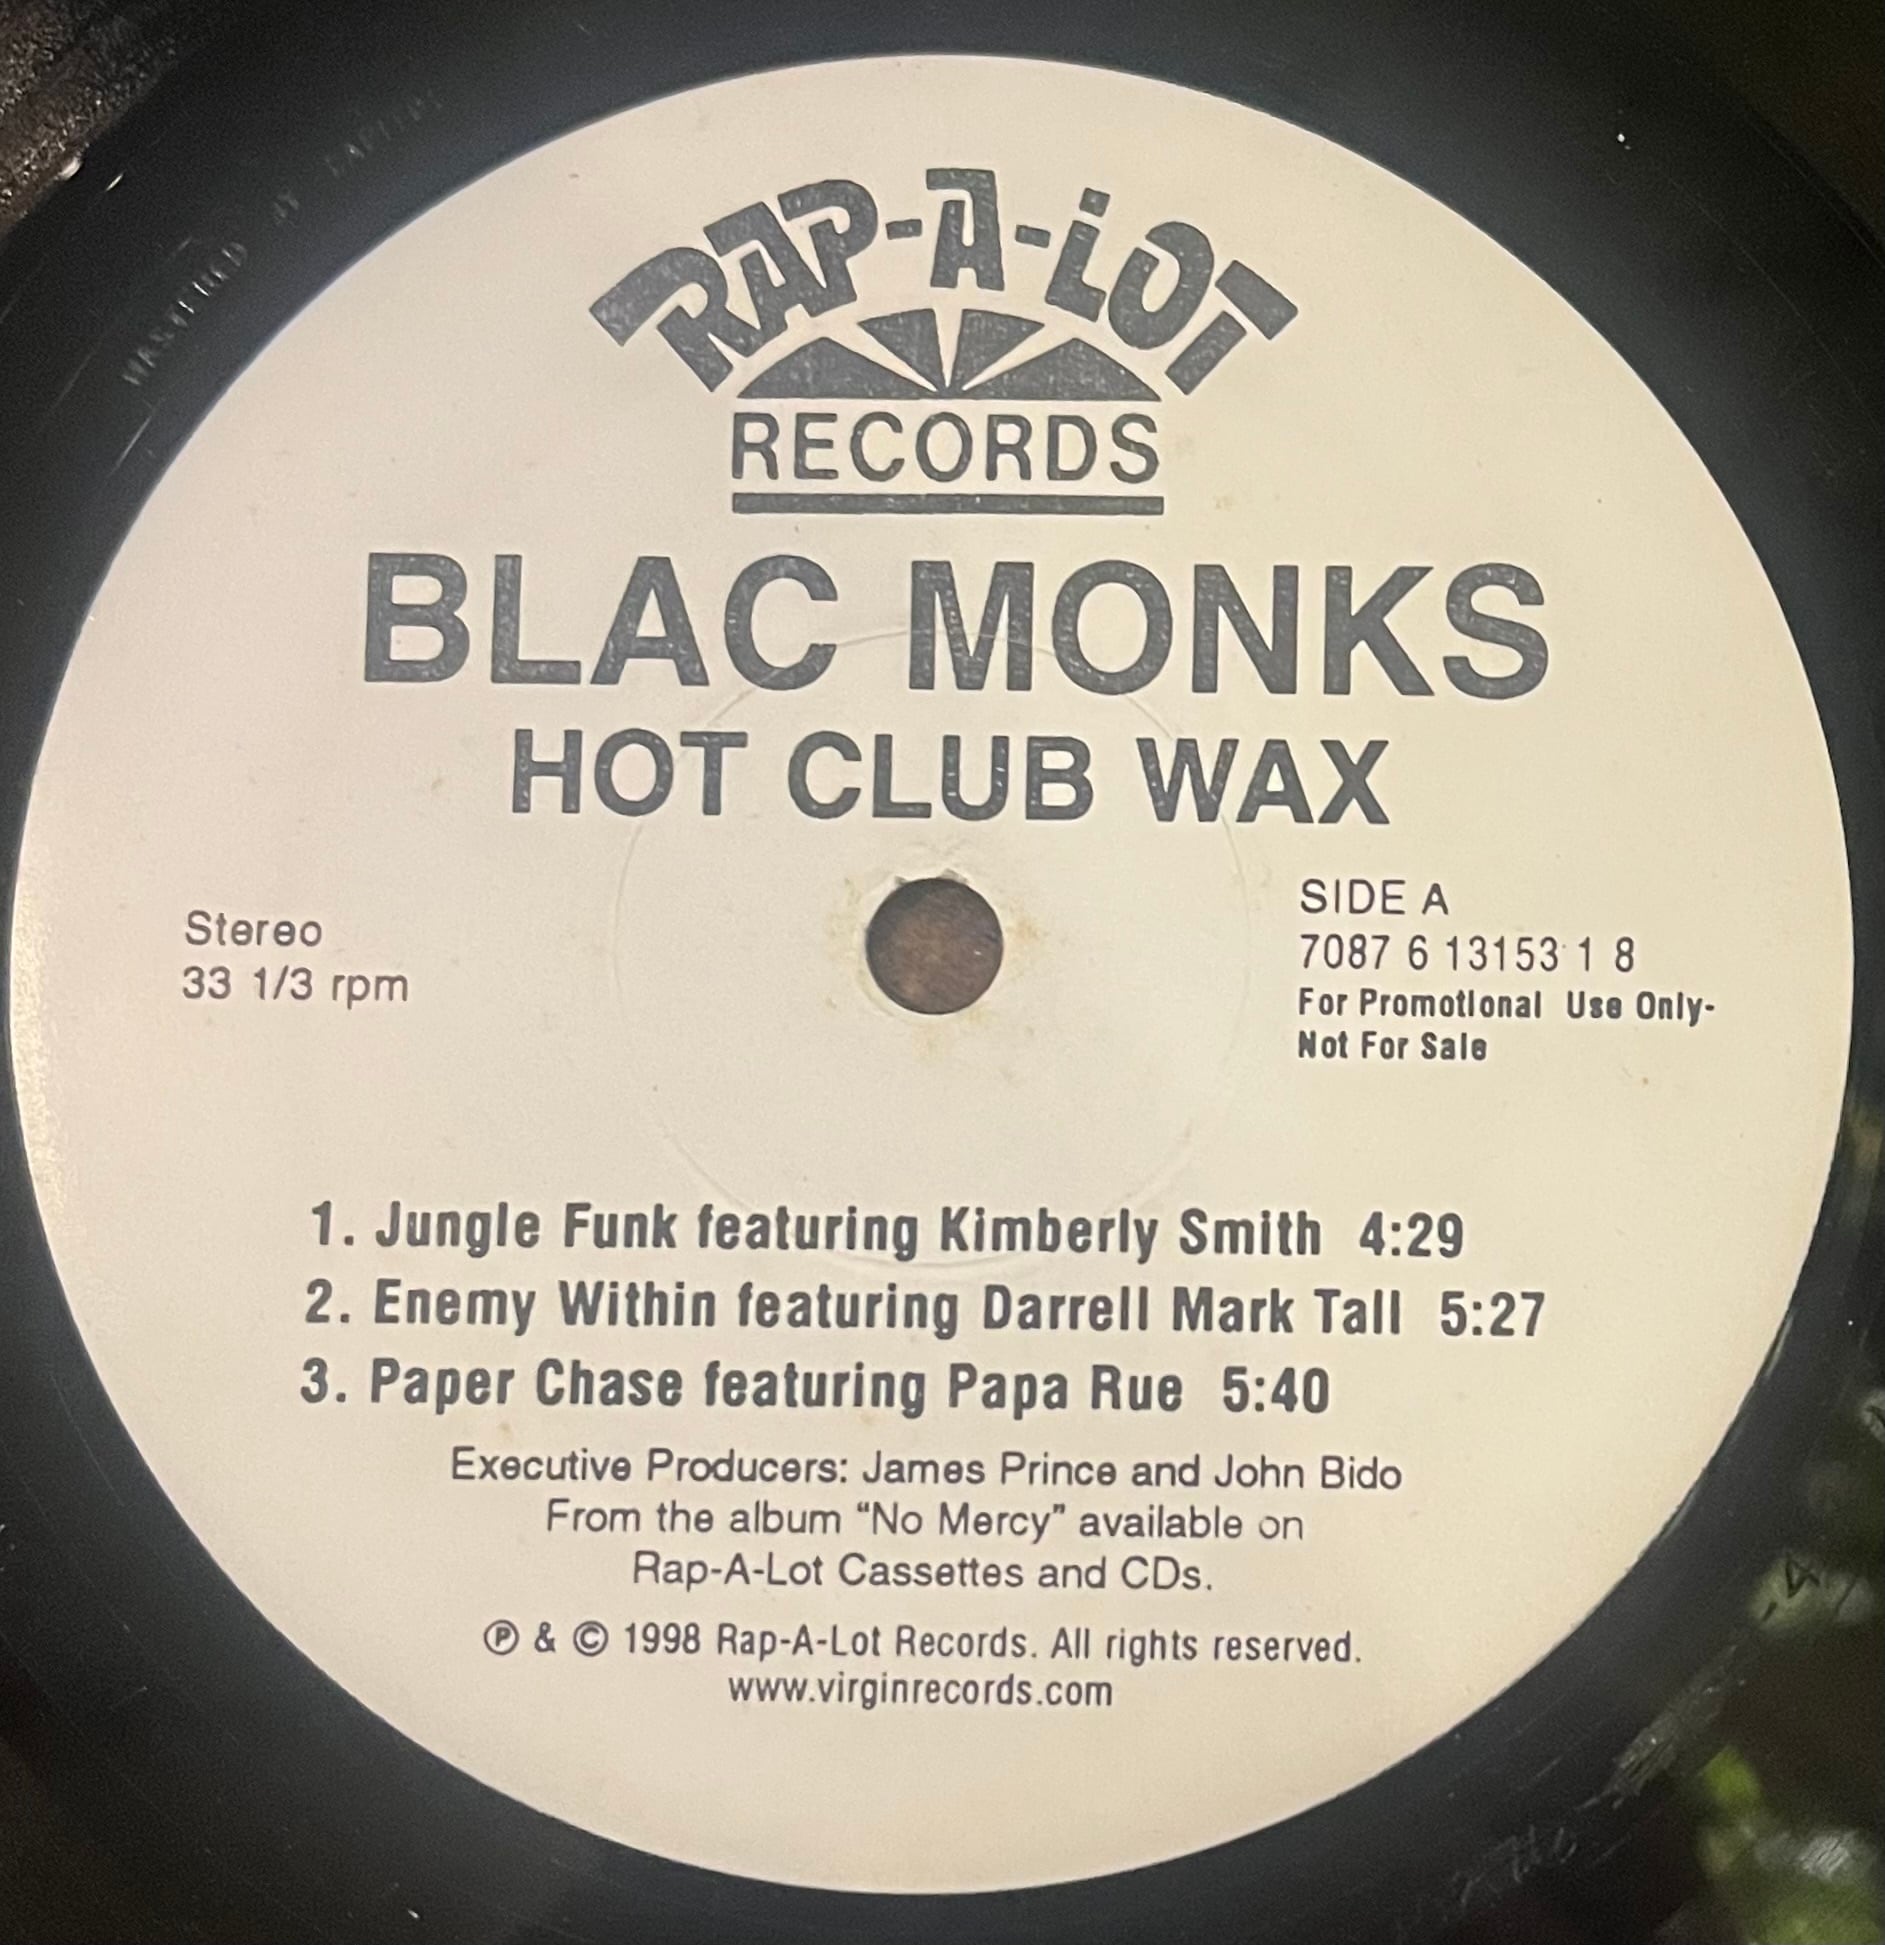 RAP-A-LOT
RECORDS
BLAC MONKS
HOT CLUB WAX
Stereo
33 1/3 rpm
SIDE A
7087 6 13153 1 8
For Promotional Use Only-
Not For Sale
1. Jungle Funk featuring Kimberly Smith 4:29
2. Enemy Within featuring Darrell Mark Tall 5:27
3. Paper Chase featuring Papa Rue 5:40
Executive Producers: James Prince and John Bido
From the album “No Mercy” available on
Rap-A-Lot Cassettes and CDs.
℗ & © 1998 Rap-A-Lot Records. All rights reserved.
www.virginrecords.com
MASTERED AT CAPITOL